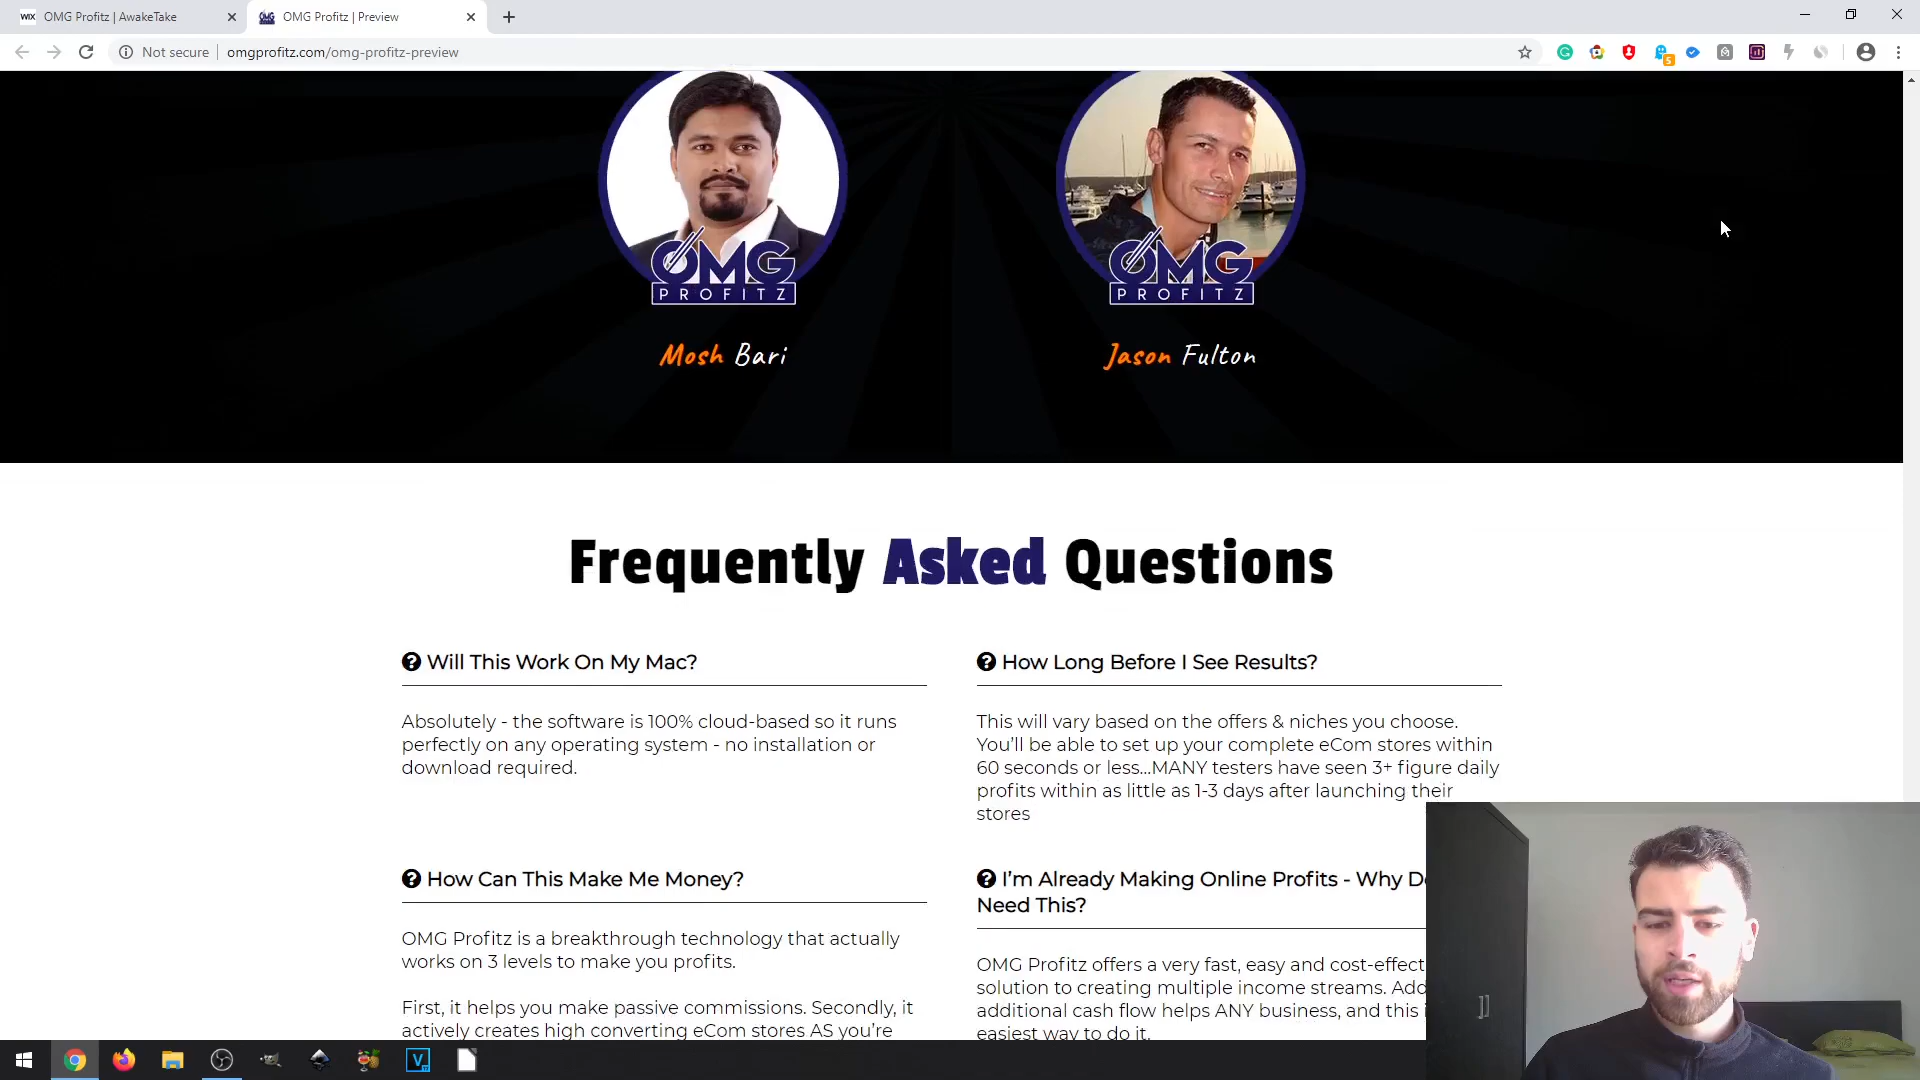 WIX OMG Profitz | AwakeTake
OMG Profitz | Preview
Not secure
omgprofitz.com/omg-profitz-preview
5
OMG
PROFITZ
OMG
PROFITZ
Mosh Bari
Jason Fulton
Frequently Asked Questions
Will This Work On My Mac?
Absolutely - the software is 100% cloud-based so it runs
perfectly on any operating system - no installation or
download required.
How Long Before I See Results?
This will vary based on the offers & niches you choose.
You'll be able to set up your complete eCom stores within
60 seconds or less...MANY testers have seen 3+ figure daily
profits within as little as 1-3 days after launching their
stores
How Can This Make Me Money?
OMG Profitz is a breakthrough technology that actually
works on 3 levels to make you profits.
First, it helps you make passive commissions. Secondly, it
actively creates high converting eCom stores AS you're
I'm Already Making Online Profits - Why D
Need This?
OMG Profitz offers a very fast, easy and cost-effect
solution to creating multiple income streams. Add
additional cash flow helps ANY business, and this i
easiest way to do it.